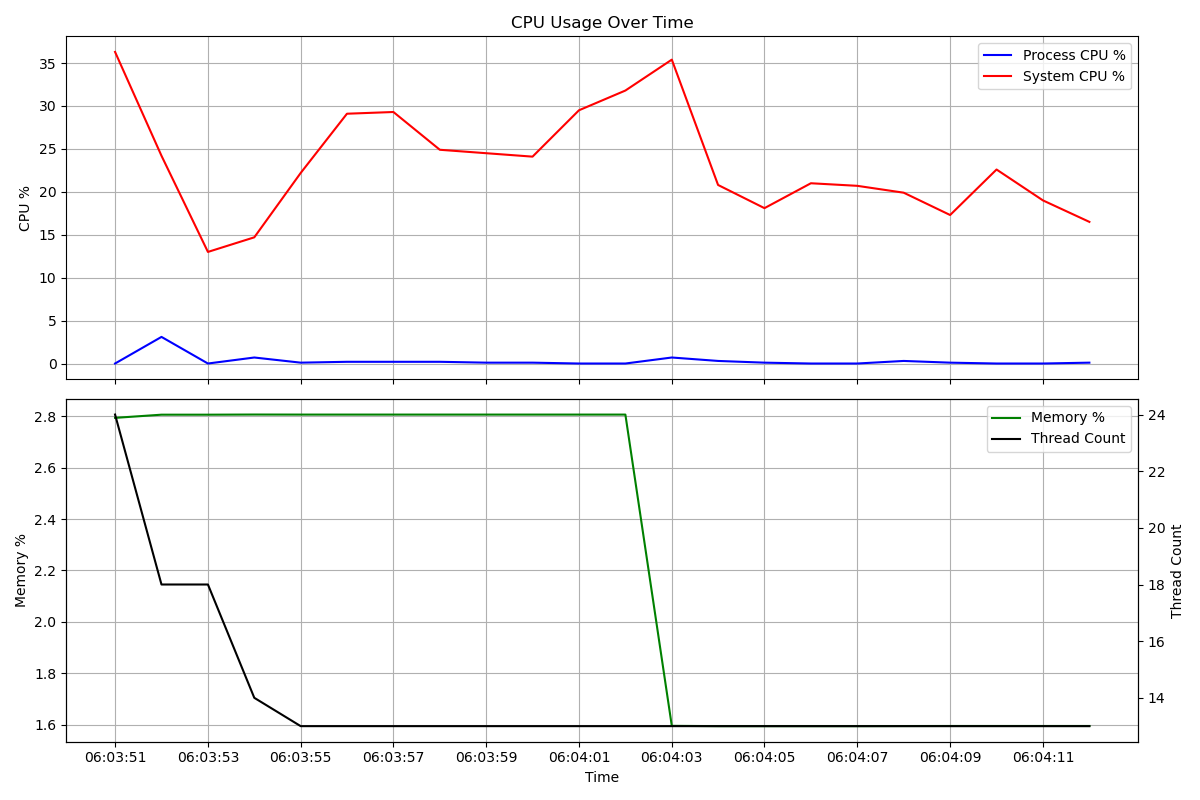 CPU Usage Over Time
Process CPU %
System CPU %
CPU %
35
30
25
20
15
10
5
0
Memory %
Thread Count
Memory %
2.8
2.6
2.4
2.2
2.0
1.8
1.6
24
22
20
18
16
14
Thread Count
06:03:51 06:03:53 06:03:55 06:03:57 06:03:59 06:04:01 06:04:03 06:04:05 06:04:07 06:04:09 06:04:11
Time